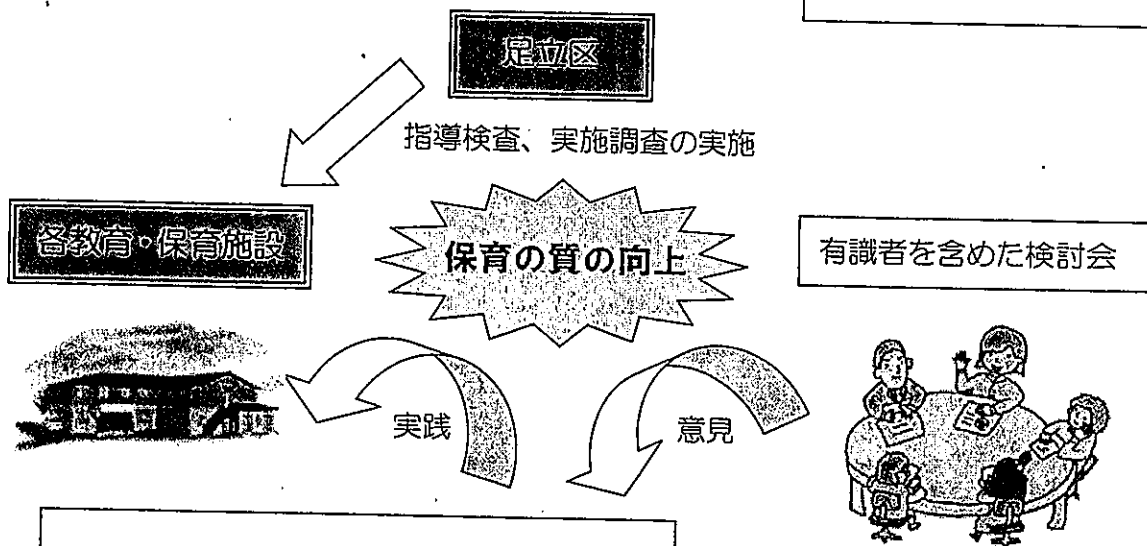 足立区
指導検査、実施調査の実施
各教育・保育施設
保育の質の向上
有識者を含めた検討会
実践
意見